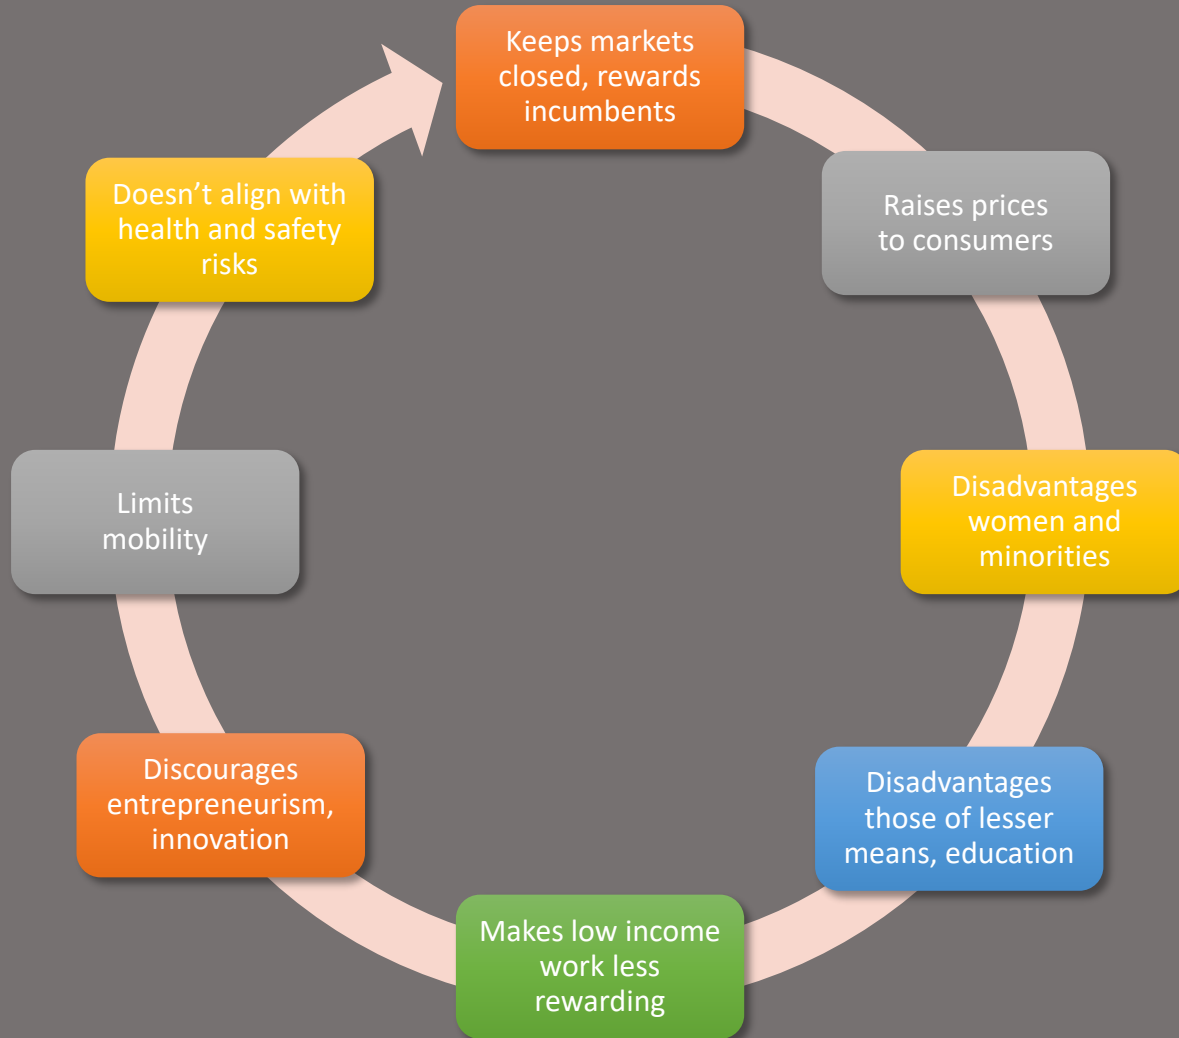 Keeps markets
closed, rewards
incumbents
Raises prices
to consumers
Disadvantages
women and
minorities
Disadvantages
those of lesser
means, education
Makes low income
work less
rewarding
Discourages
entrepreneurism,
innovation
Limits
mobility
Doesn’t align with
health and safety
risks